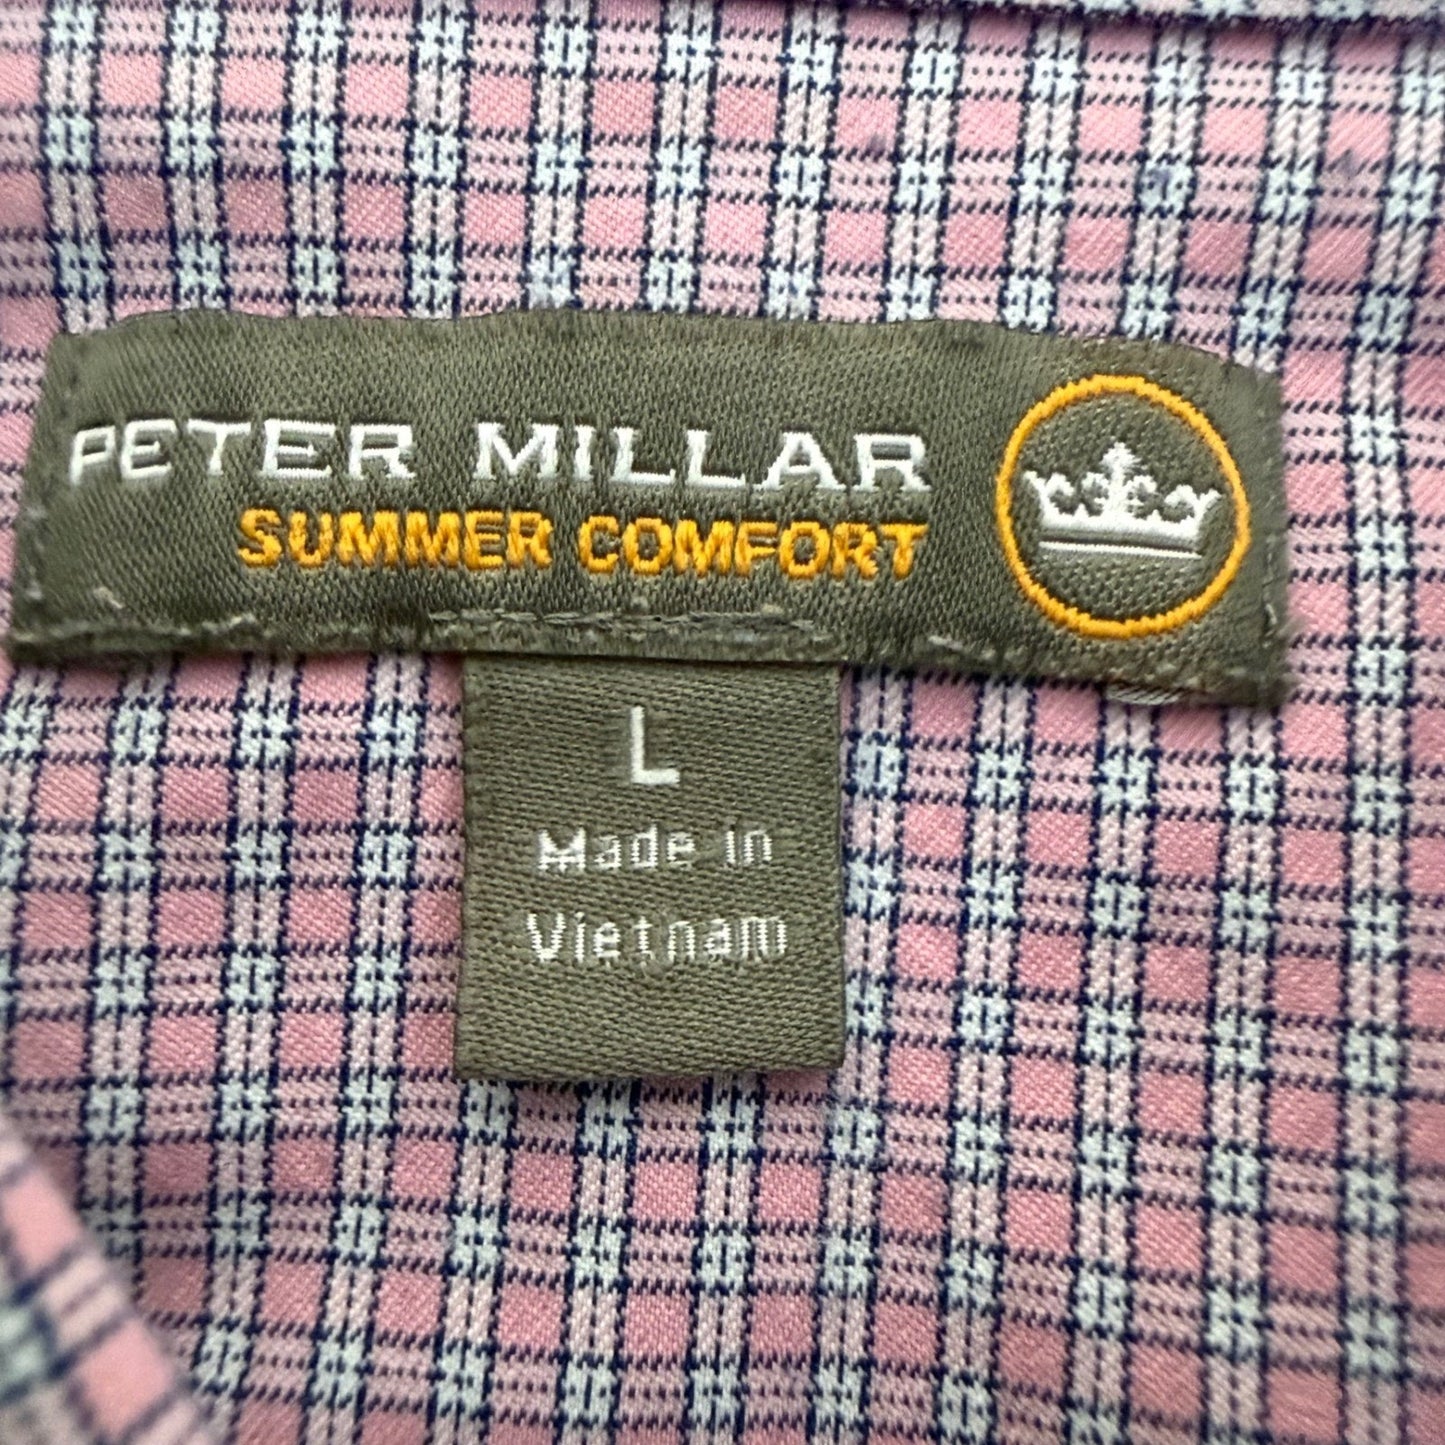 PETER MILLAR
SUMMER COMFORT
L
Made in
Vietnam